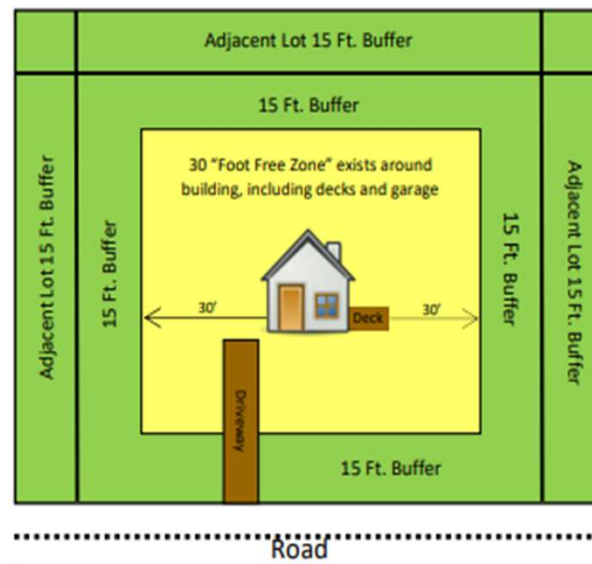 Adjacent Lot 15 Ft. Buffer
15 Ft. Buffer
30 “Foot Free Zone” exists around
building, including decks and garage
Adjacent Lot 15 Ft. Buffer
15 Ft. Buffer
30'
Deck
30'
15 Ft. Buffer
Adjacent Lot 15 Ft. Buffer
Driveway
15 Ft. Buffer
Road